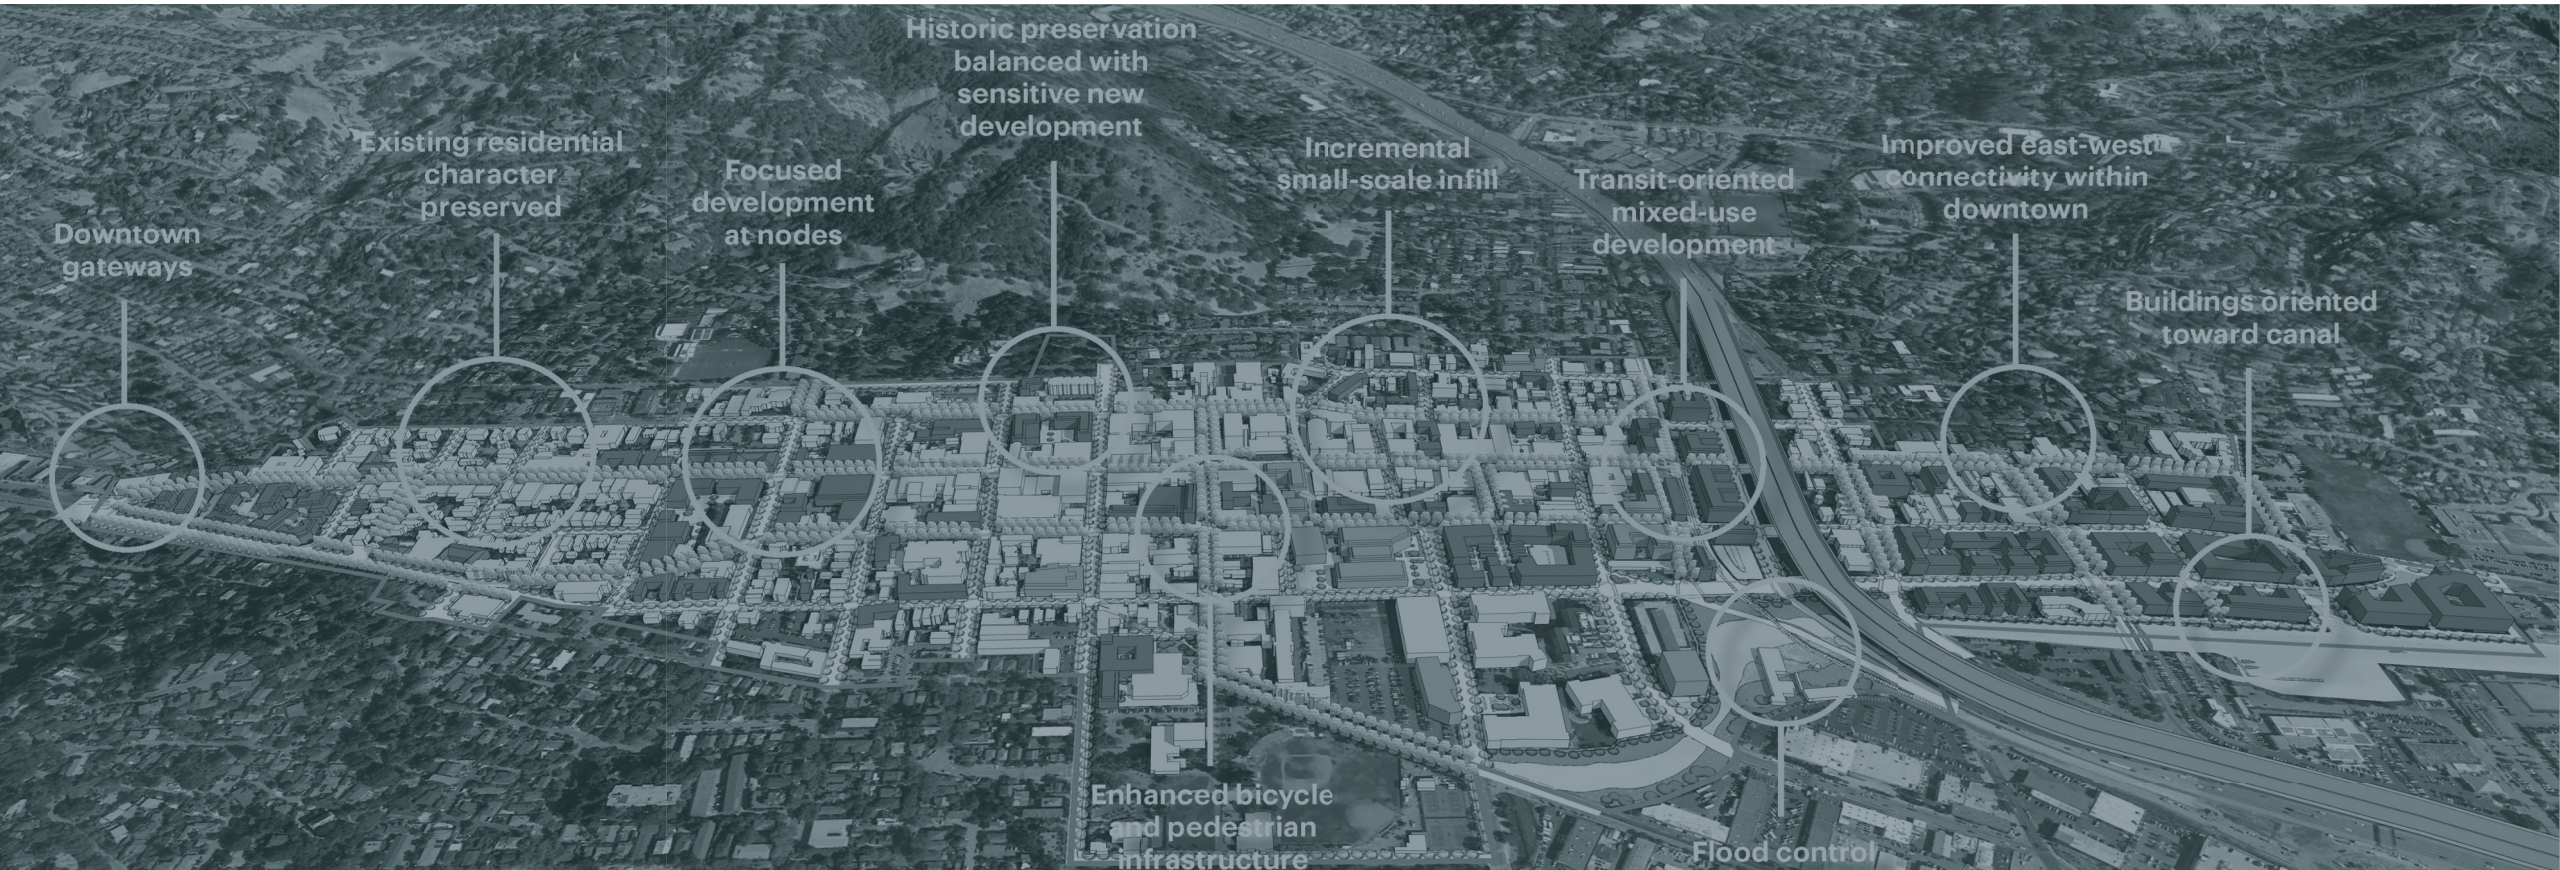 Historic preservation
balanced with
sensitive new
development
Existing residential
character
preserved
Focused
development
at nodes
Incremental
small-scale infill
Transit-oriented
mixed-use
development
Improved east-west
connectivity within
downtown
Downtown
gateways
Buildings oriented
toward canal
Enhanced bicycle
and pedestrian
infrastructure
Flood control